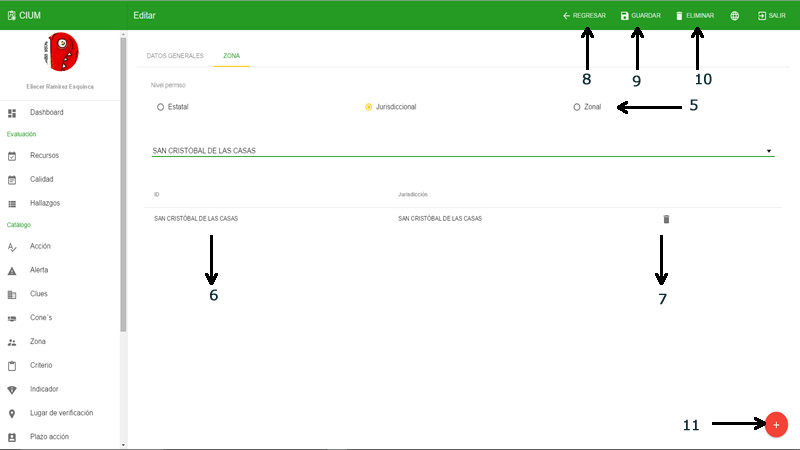 CIUM
Editar
REGRESAR
GUARDAR
ELIMINAR
SALIR
8
9
10
Eliecer Ramírez Esquinca
Dashboard
Evaluación
Recursos
Calidad
Hallazgos
Catálogo
Acción
Alerta
Clues
Cone´s
Zona
Criterio
Indicador
Lugar de verificación
Plazo acción
DATOS GENERALES
ZONA
Nivel permiso
Estatal
Jurisdiccional
Zonal
5
SAN CRISTOBAL DE LAS CASAS
ID
Jurisdicción
SAN CRISTÓBAL DE LAS CASAS
SAN CRISTÓBAL DE LAS CASAS
6
7
11
+